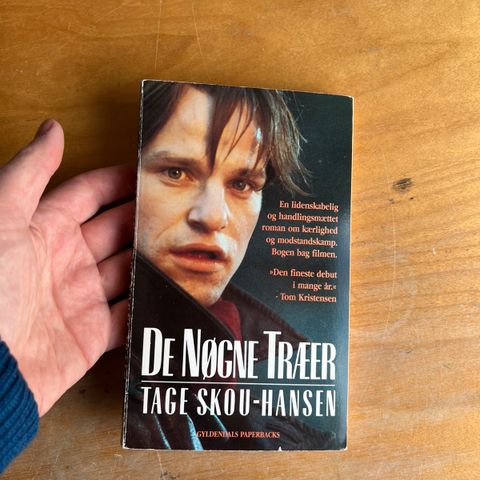 En lidenskabelig
og handlingsmættet
roman om kærlighed
og modstandskamp.
Bogen bag filmen.
»Den fineste debut
i mange år.«
- Tom Kristensen
DE NØGNE TRÆER
TAGE SKOU-HANSEN
GYLDENDALS PAPERBACKS